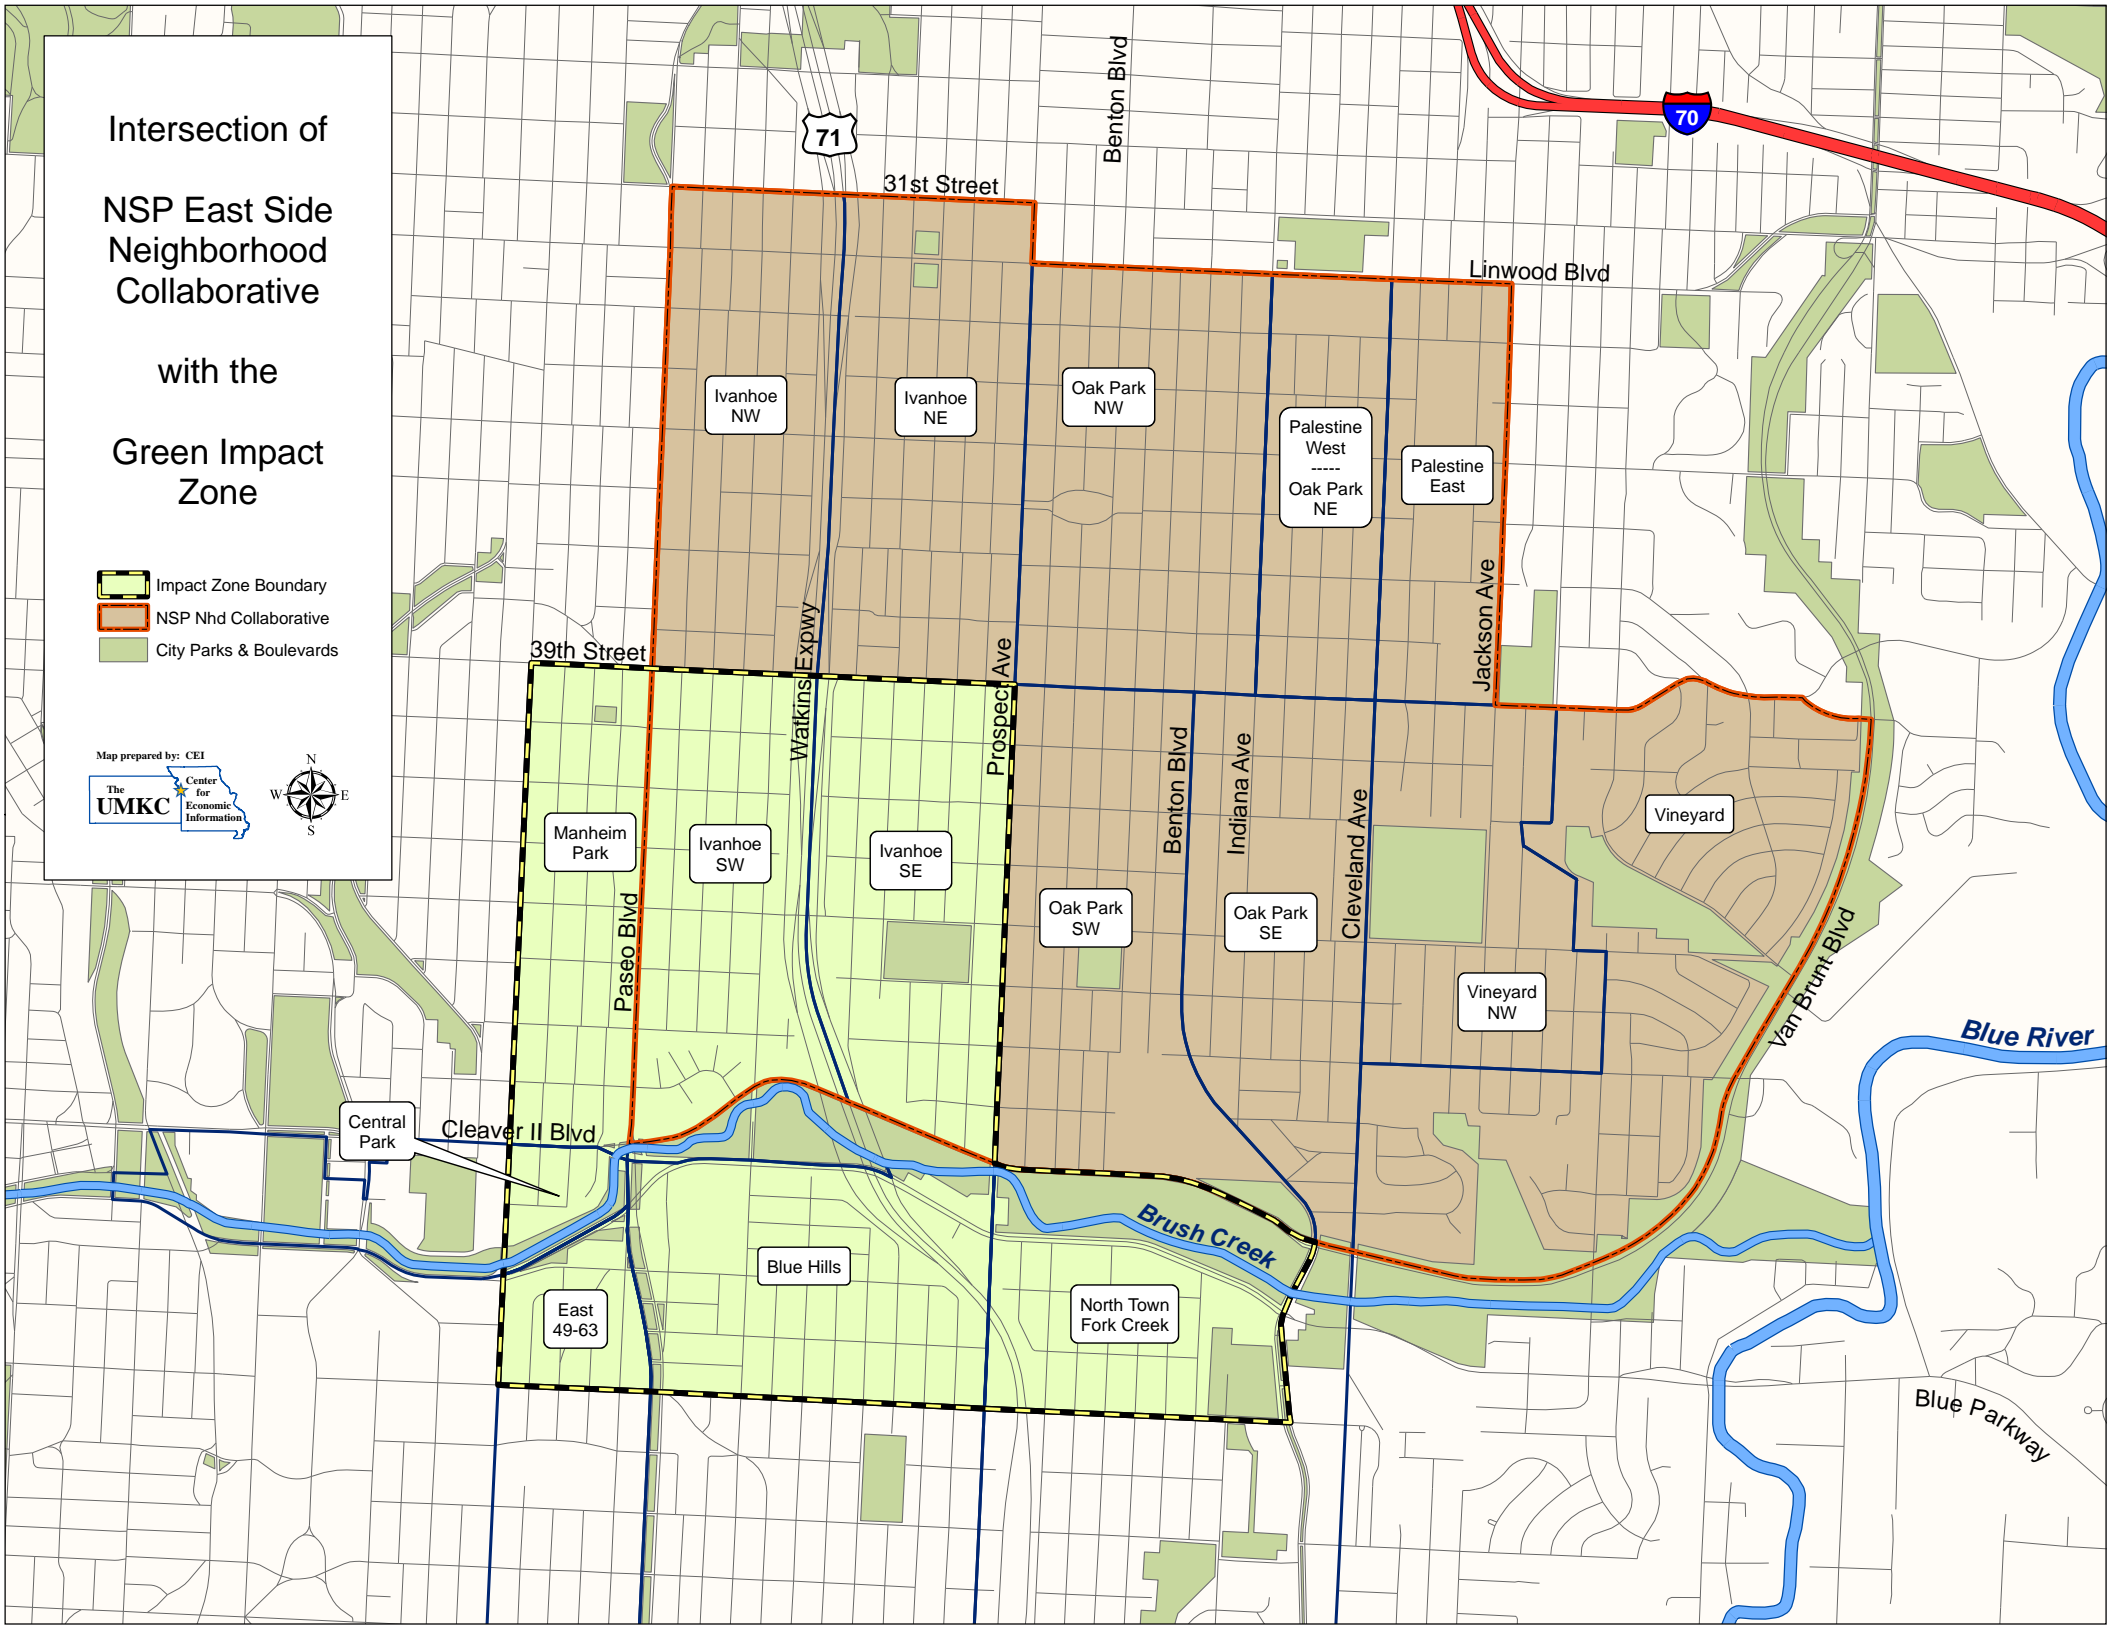 Intersection of
NSP East Side
Neighborhood
Collaborative
with the
Green Impact
Zone
Impact Zone Boundary
NSP Nhd Collaborative
City Parks & Boulevards
Map prepared by: CEI
The
UMKC
Center
for
Economic
Information
N
W
E
S
71
70
Benton Blvd
31st Street
Linwood Blvd
Ivanhoe
NW
Ivanhoe
NE
Oak Park
NW
Palestine
West
-----
Oak Park
NE
Palestine
East
Jackson Ave
39th Street
Watkins Expwy
Prospect Ave
Benton Blvd
Indiana Ave
Cleveland Ave
Vineyard
Manheim
Park
Ivanhoe
SW
Ivanhoe
SE
Paseo Blvd
Oak Park
SW
Oak Park
SE
Vineyard
NW
Van Brunt Blvd
Blue River
Central
Park
Cleaver II Blvd
Brush Creek
Blue Hills
East
49-63
North Town
Fork Creek
Blue Parkway